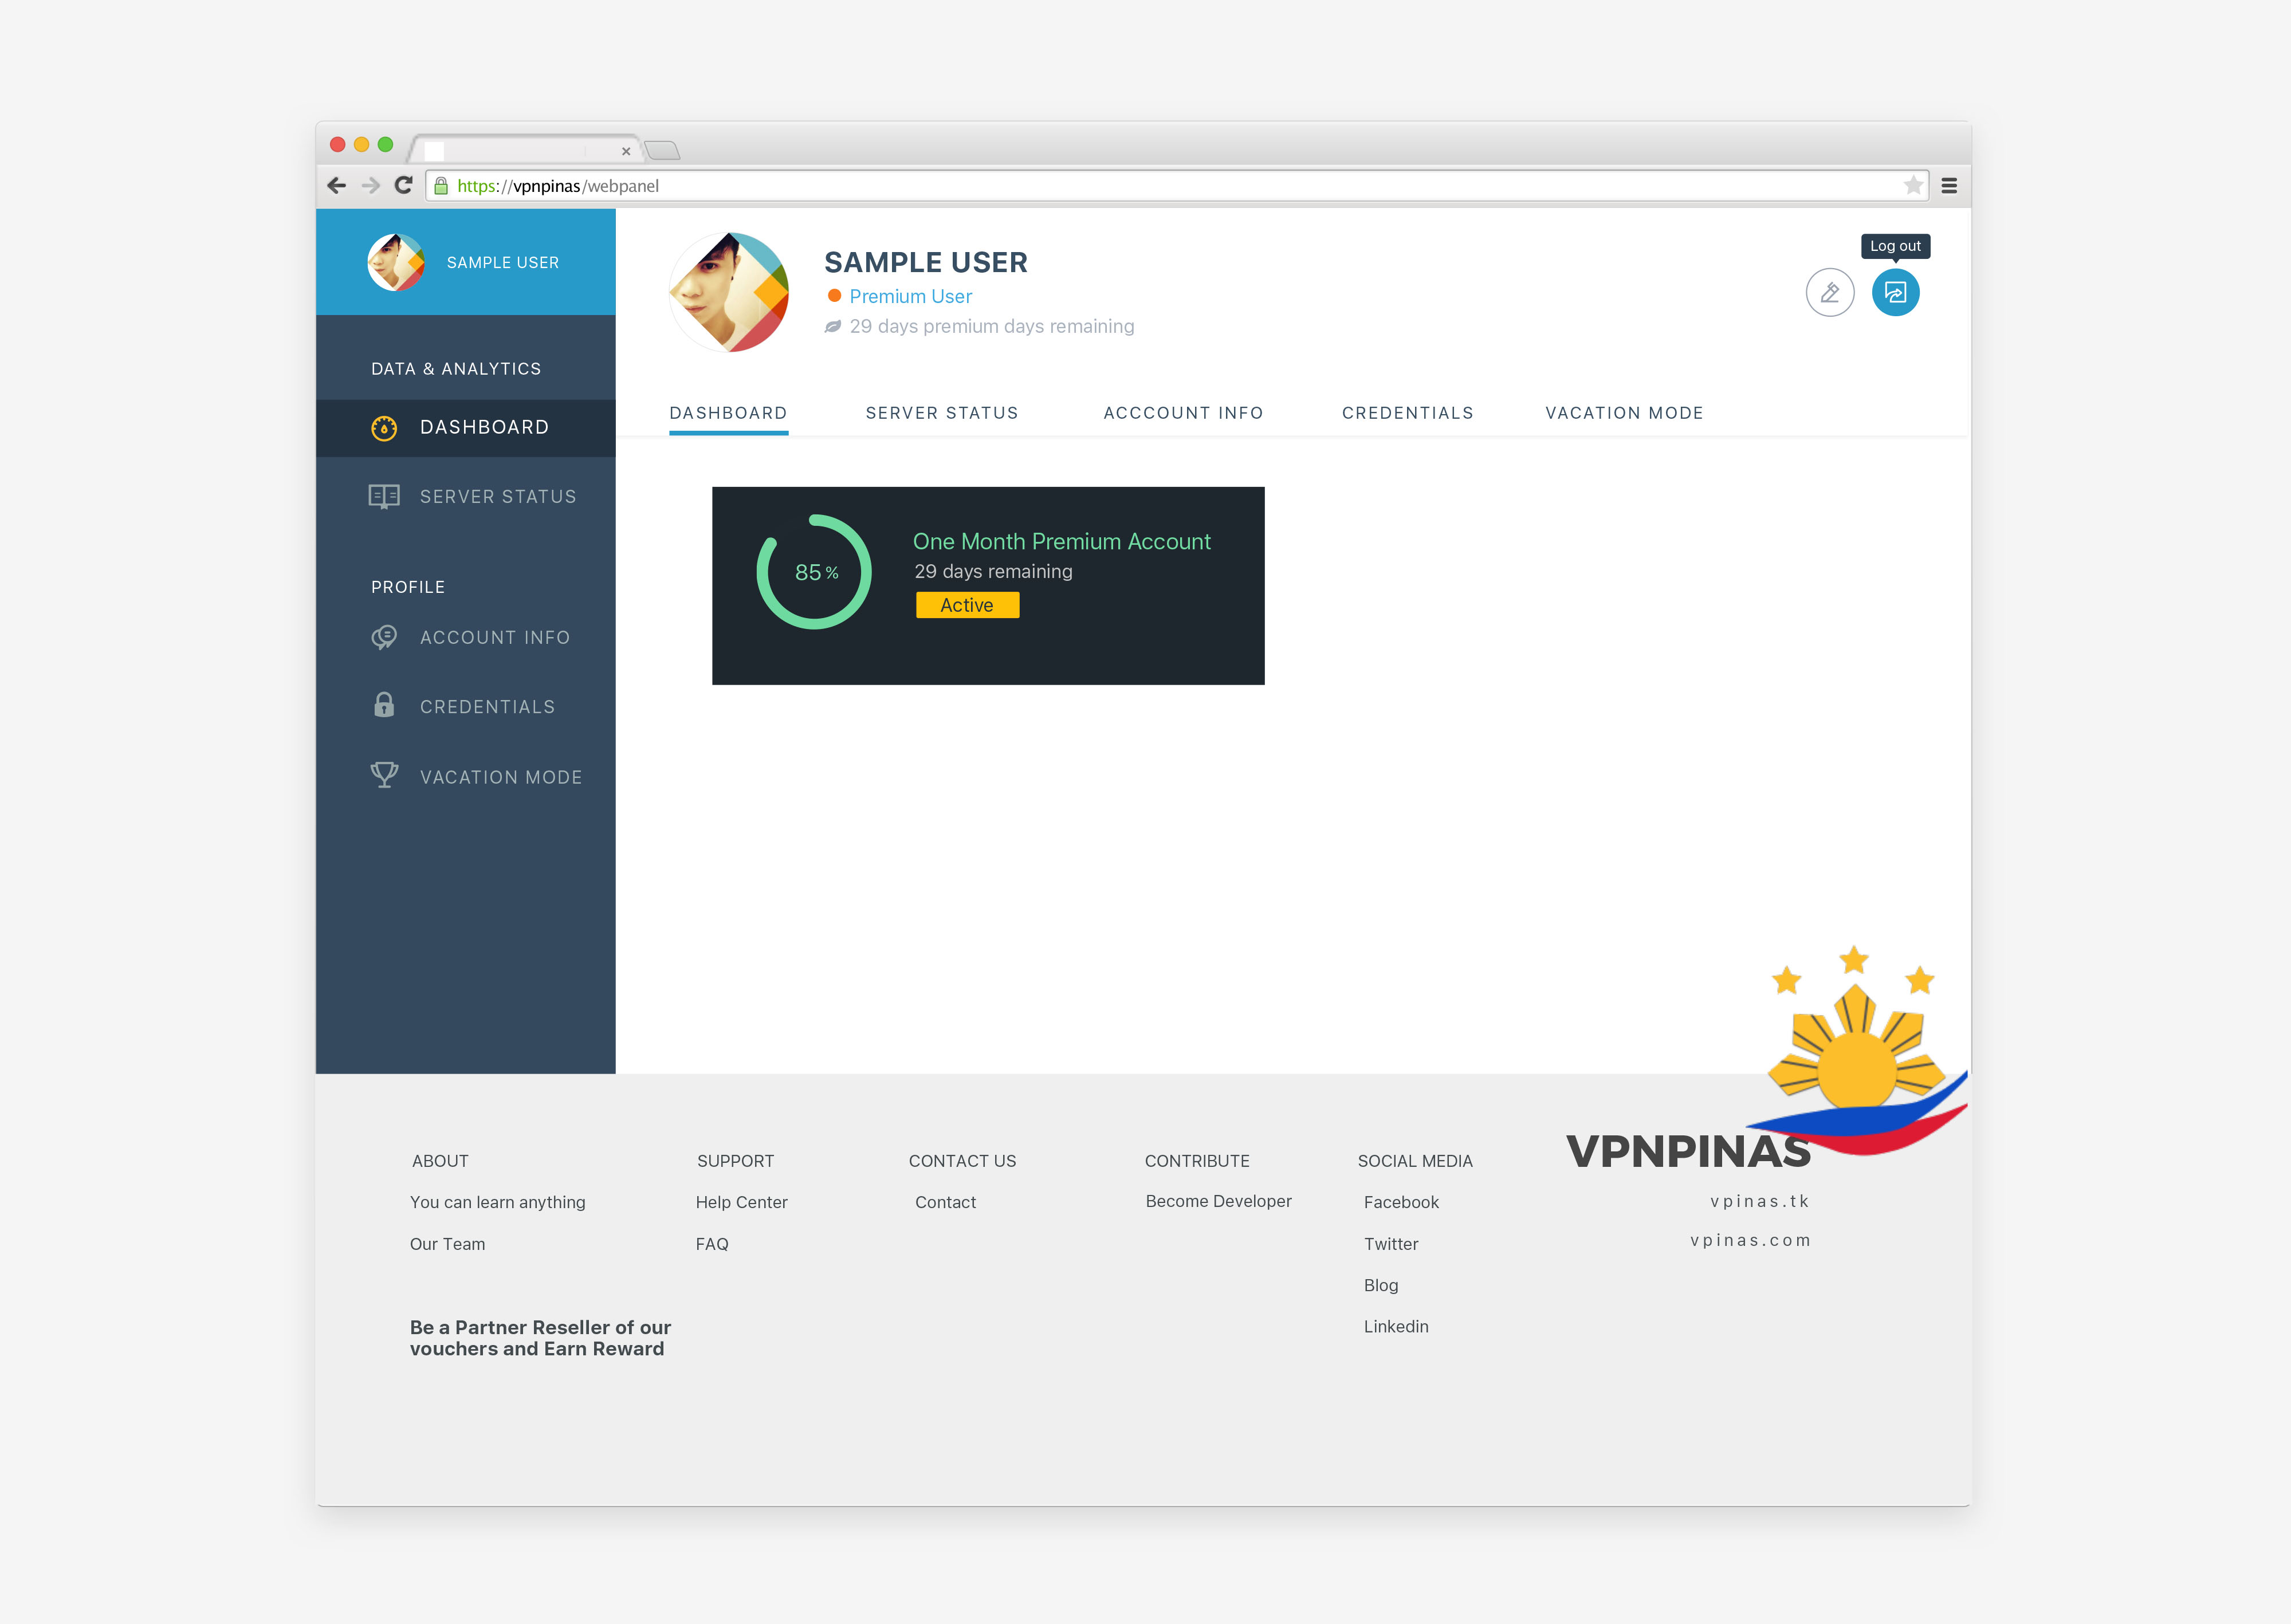 https://vpnpinas/webpanel
SAMPLE USER
DATA & ANALYTICS
DASHBOARD
SERVER STATUS
PROFILE
ACCOUNT INFO
CREDENTIALS
VACATION MODE
SAMPLE USER
Premium User
29 days premium days remaining
Log out
DASHBOARD
SERVER STATUS
ACCCOUNT INFO
CREDENTIALS
VACATION MODE
85 %
One Month Premium Account
29 days remaining
Active
ABOUT
You can learn anything
Our Team
Be a Partner Reseller of our
vouchers and Earn Reward
SUPPORT
Help Center
FAQ
CONTACT US
Contact
CONTRIBUTE
Become Developer
SOCIAL MEDIA
Facebook
Twitter
Blog
Linkedin
VPNPINAS
vpinas.tk
vpinas.com